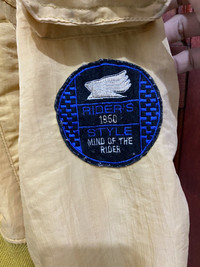 RIDER'S
1950
STYLE
MIND OF THE
RIDER